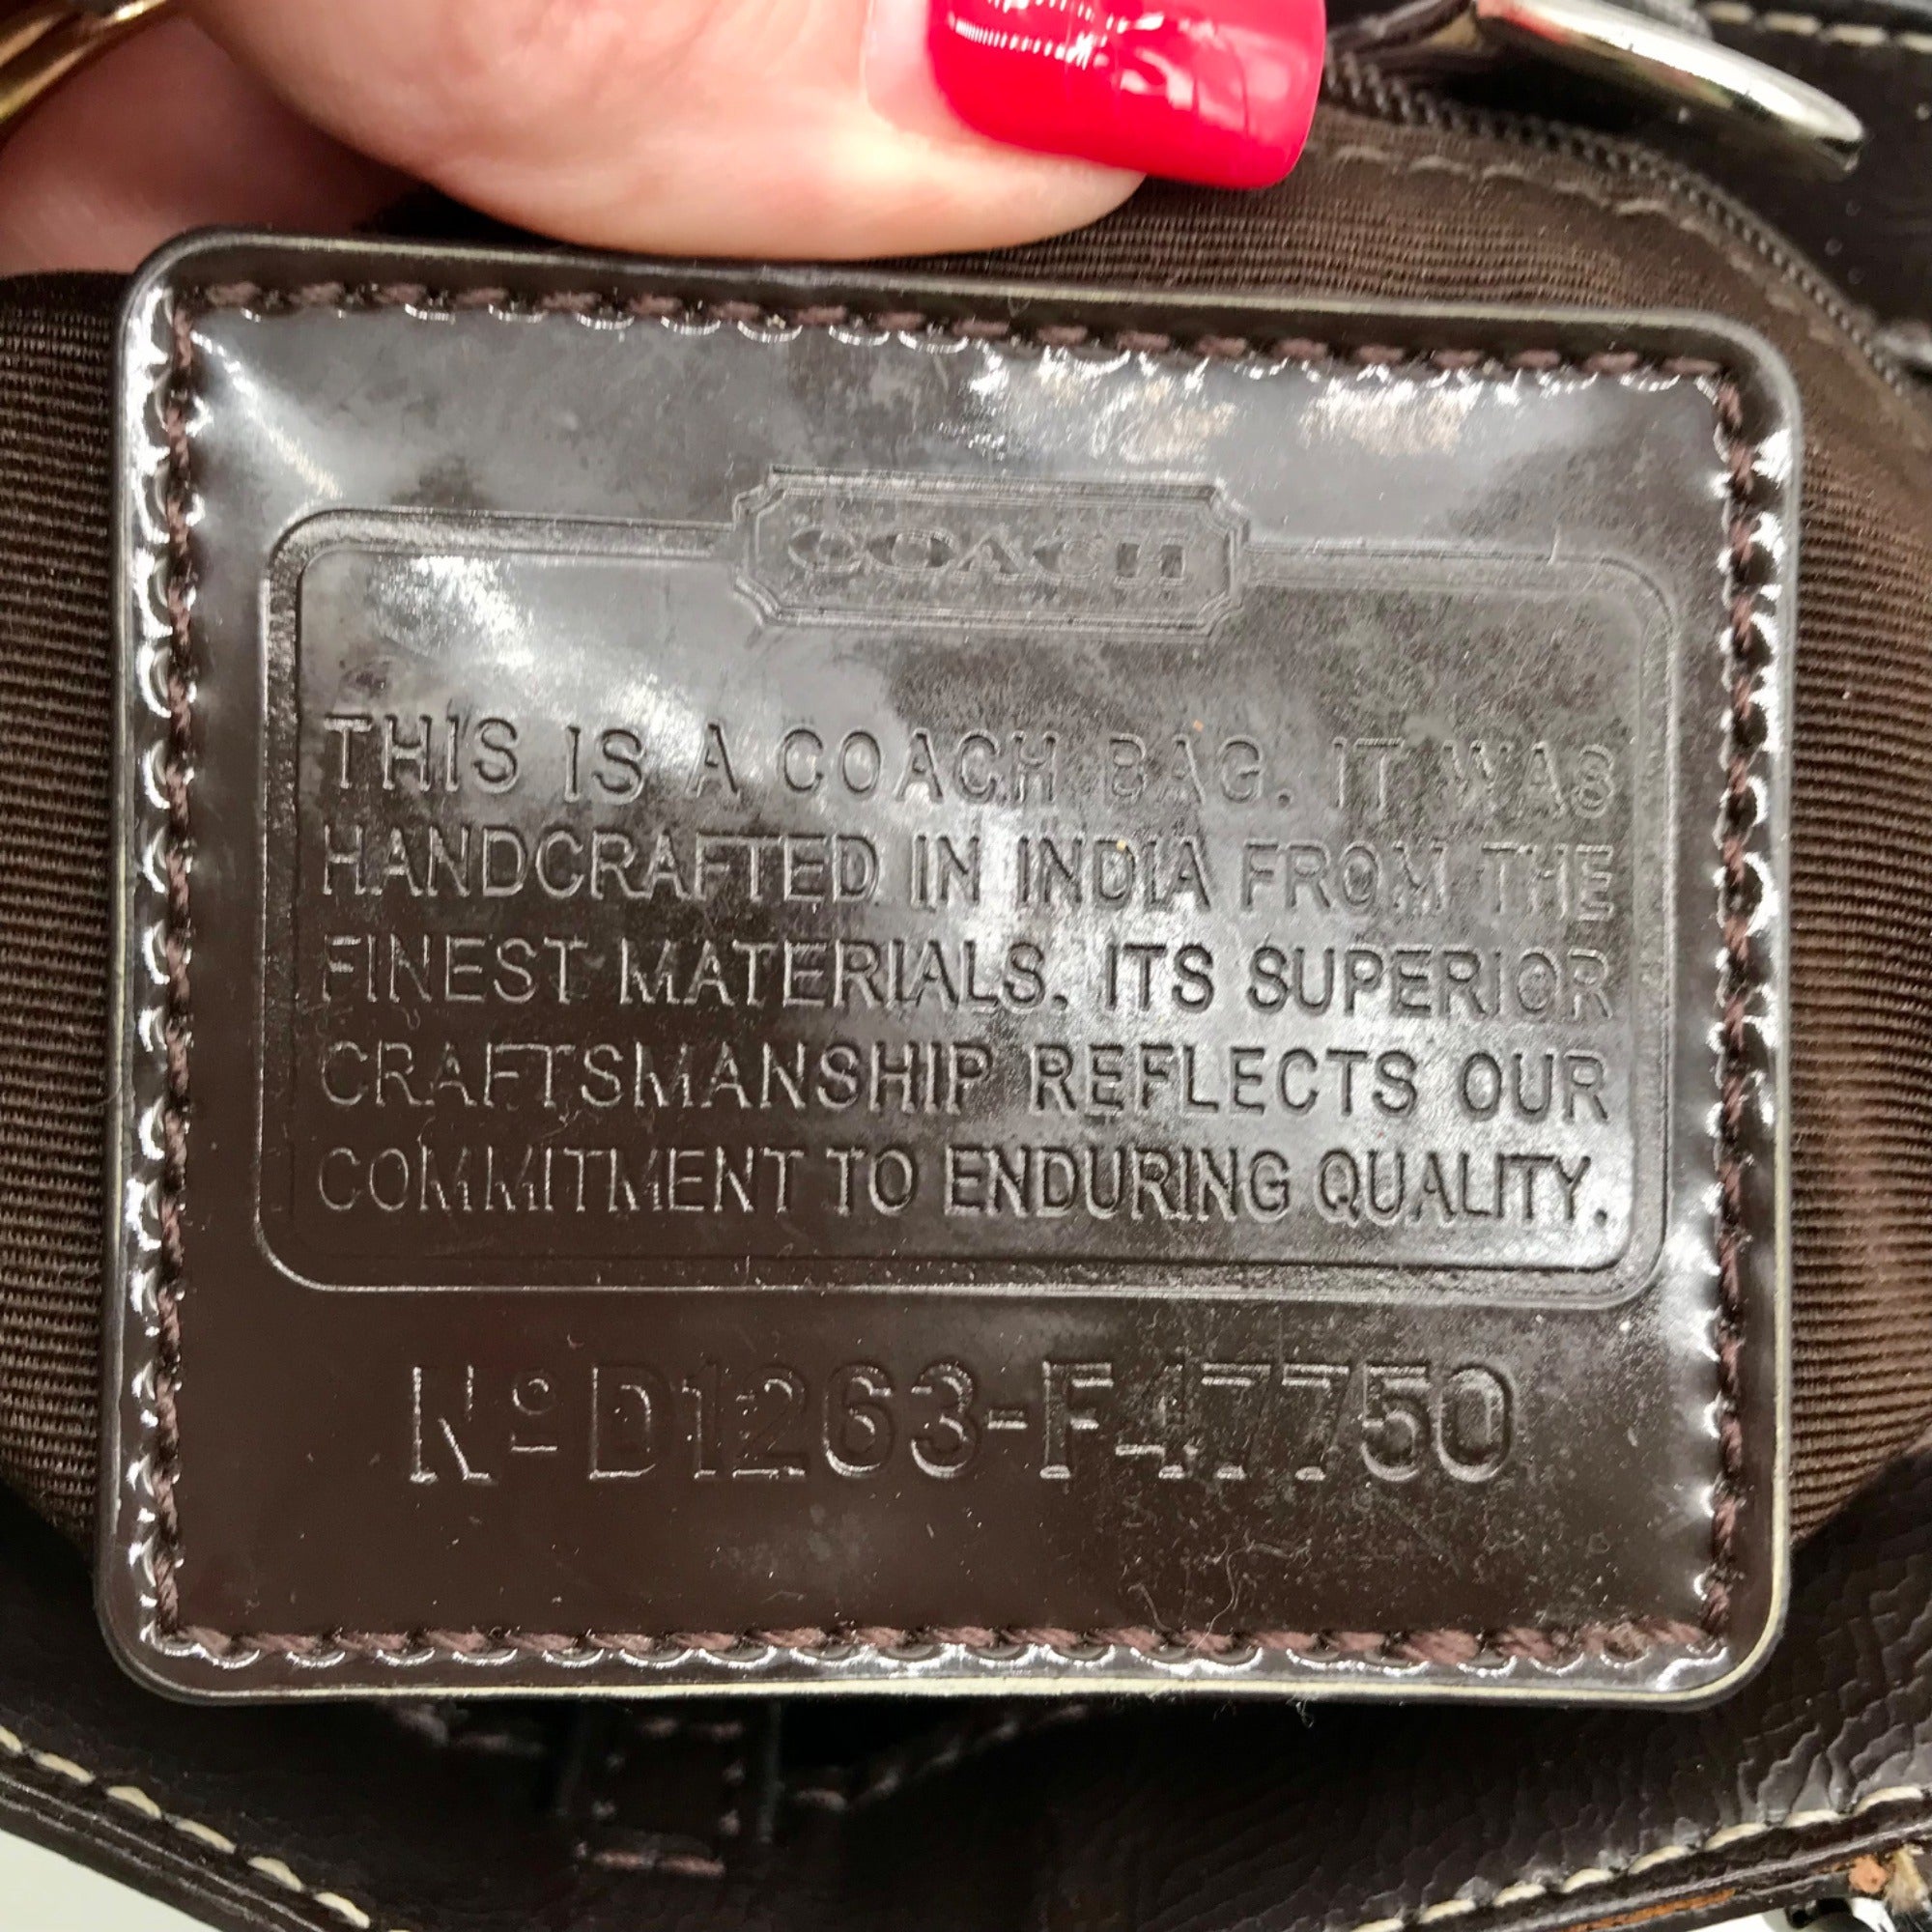 COACH
THIS IS A COACH BAG. IT WAS
HANDCRAFTED IN INDIA FROM THE
FINEST MATERIALS. ITS SUPERIOR
CRAFTSMANSHIP REFLECTS OUR
COMMITMENT TO ENDURING QUALITY.
Nº D1263-F47750